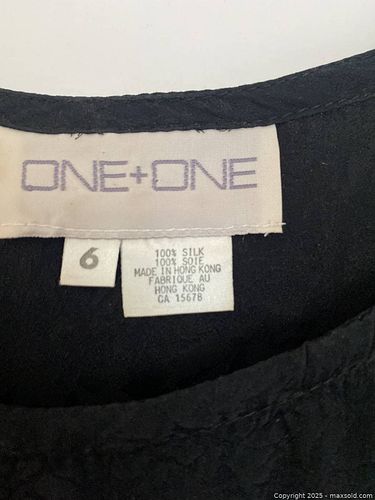 ONE+ONE
6
100% SILK
100% SOIE
MADE IN HONG KONG
FABRIQUE AU
HONG KONG
CA 15678
Copyright 2025 - www.maxsold.com